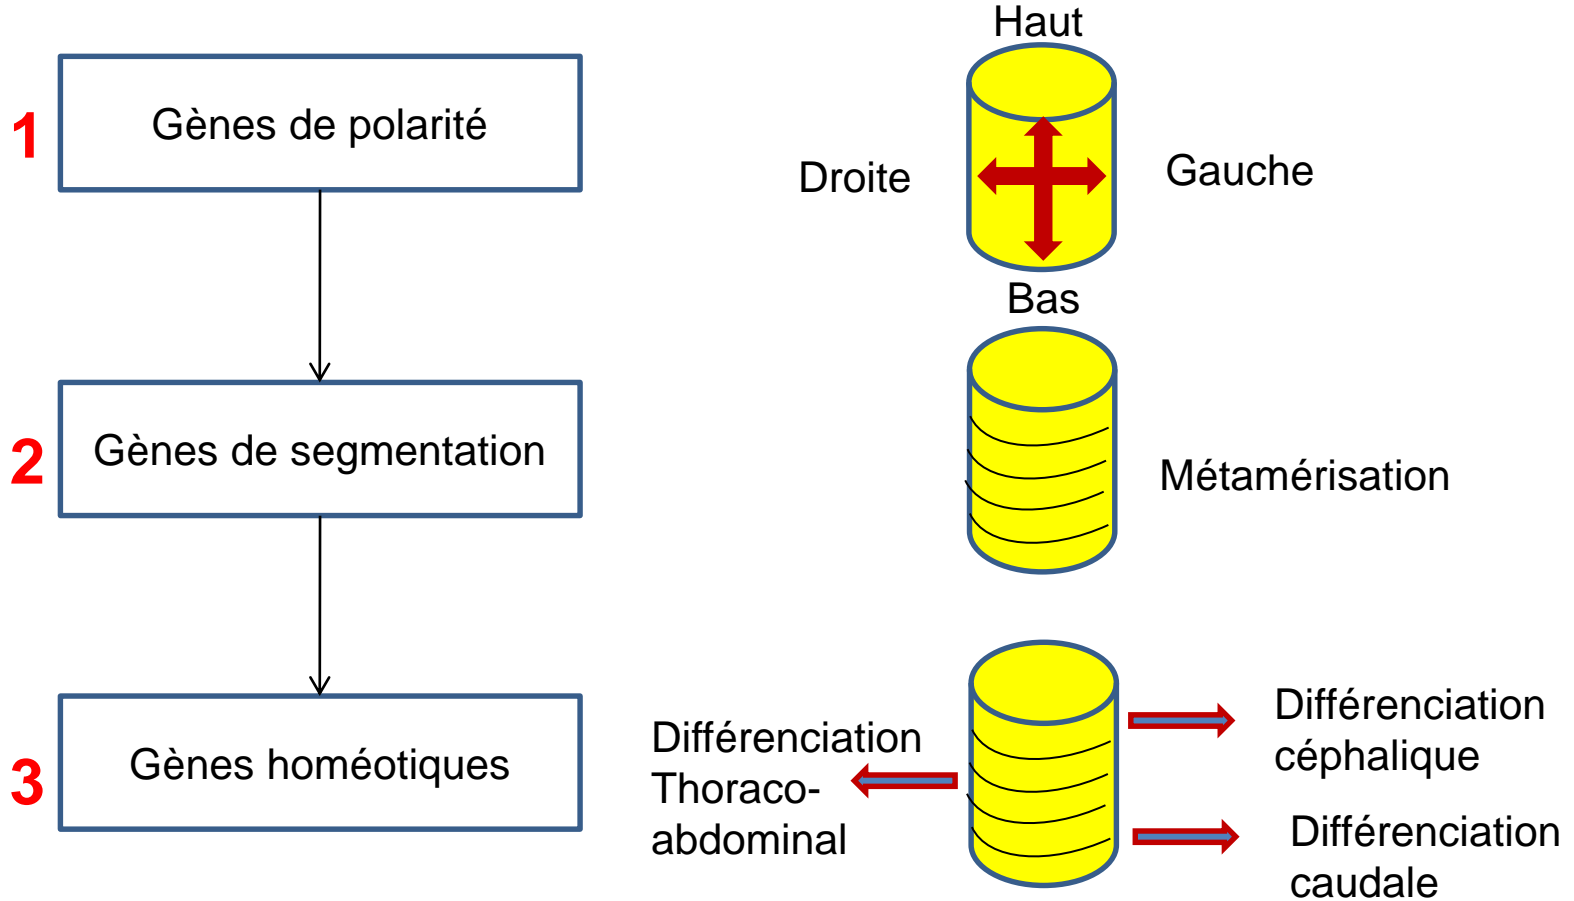 Haut
1
Gènes de polarité
Droite
Gauche
Bas
2
Gènes de segmentation
Métamérisation
3
Gènes homéotiques
Différenciation
Thoraco-
abdominal
Différenciation
céphalique
Différenciation
caudale